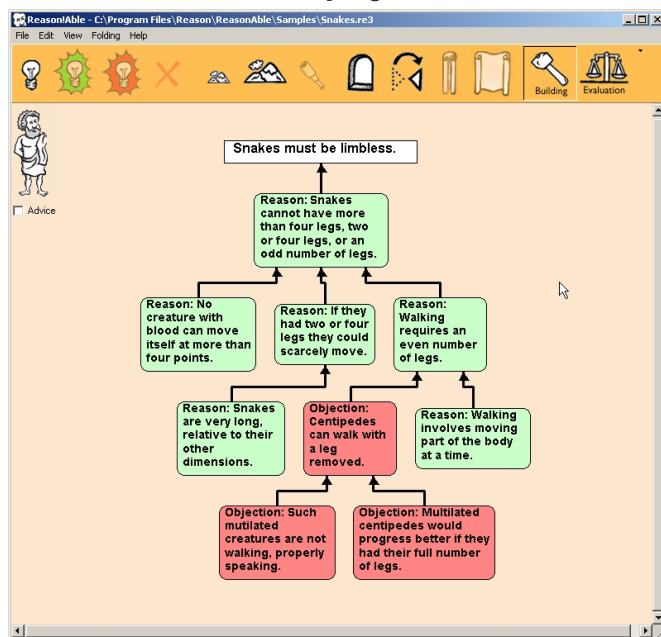 Reason!Able - C:\Program Files\Reason\ReasonAble\Samples\Snakes.re3
File Edit View Folding Help
Building
Evaluation
Advice
Snakes must be limbless.
Reason: Snakes
cannot have more
than four legs, two
or four legs, or an
odd number of legs.
Reason: No
creature with
blood can move
itself at more than
four points.
Reason: If they
had two or four
legs they could
scarcely move.
Reason:
Walking
requires an
even number
of legs.
Reason: Snakes
are very long,
relative to their
other
dimensions.
Objection:
Centipedes
can walk with
a leg
removed.
Reason: Walking
involves moving
part of the body
at a time.
Objection: Such
mutilated
creatures are not
walking, properly
speaking.
Objection: Multilated
centipedes would
progress better if they
had their full number
of legs.